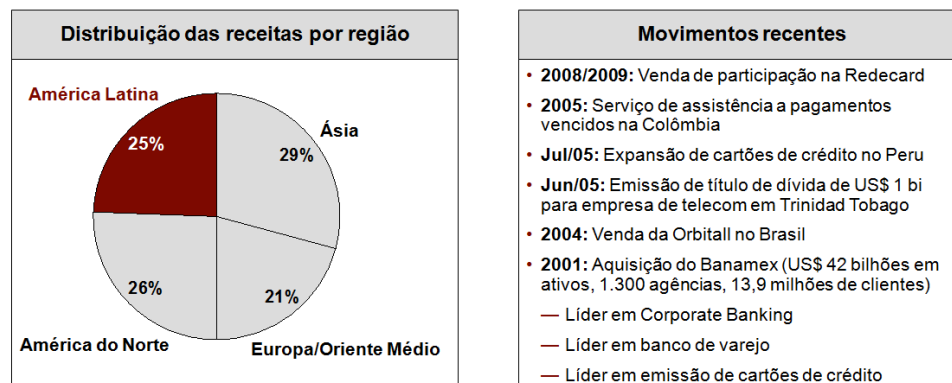 Distribuição das receitas por região
América Latina
25%
Ásia
29%
26%
21%
América do Norte
Europa/Oriente Médio
Movimentos recentes
• 2008/2009: Venda de participação na Redecard
• 2005: Serviço de assistência a pagamentos
vencidos na Colômbia
• Jul/05: Expansão de cartões de crédito no Peru
• Jun/05: Emissão de título de dívida de US$ 1 bi
para empresa de telecom em Trinidad Tobago
• 2004: Venda da Orbitall no Brasil
• 2001: Aquisição do Banamex (US$ 42 bilhões em
ativos, 1.300 agências, 13,9 milhões de clientes)
— Líder em Corporate Banking
— Líder em banco de varejo
— Líder em emissão de cartões de crédito